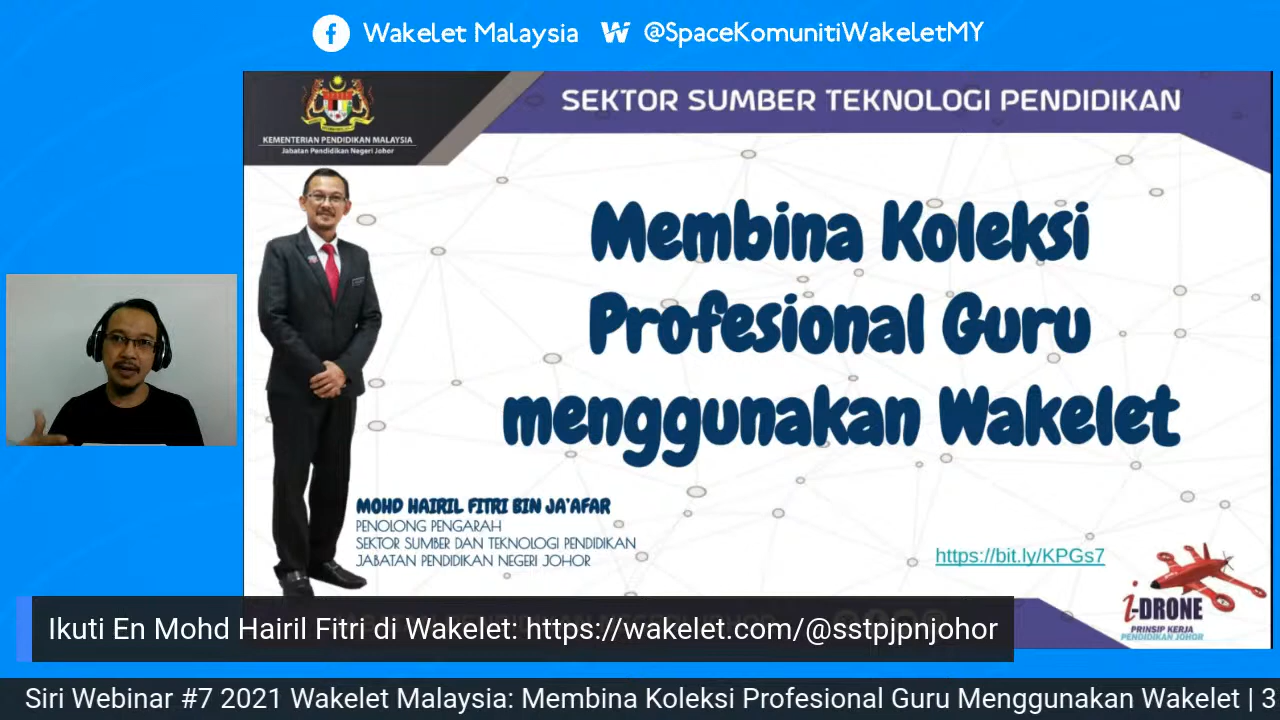 Wakelet Malaysia @SpaceKomunitiWakeletMY
KEMENTERIAN PENDIDIKAN MALAYSIA
Jabatan Pendidikan Negeri Johor
SEKTOR SUMBER TEKNOLOGI PENDIDIKAN
Membina Koleksi
Profesional Guru
menggunakan Wakelet
MOHD HAIRIL FITRI BIN JA'AFAR
PENOLONG PENGARAH
SEKTOR SUMBER DAN TEKNOLOGI PENDIDIKAN
JABATAN PENDIDIKAN NEGERI JOHOR
https://bit.ly/KPGs7
i-DRONE
PRINSIP KERJA
PENDIDIKAN JOHOR
Ikuti En Mohd Hairil Fitri di Wakelet: https://wakelet.com/@sstpjpnjohor
Siri Webinar #7 2021 Wakelet Malaysia: Membina Koleksi Profesional Guru Menggunakan Wakelet | 3